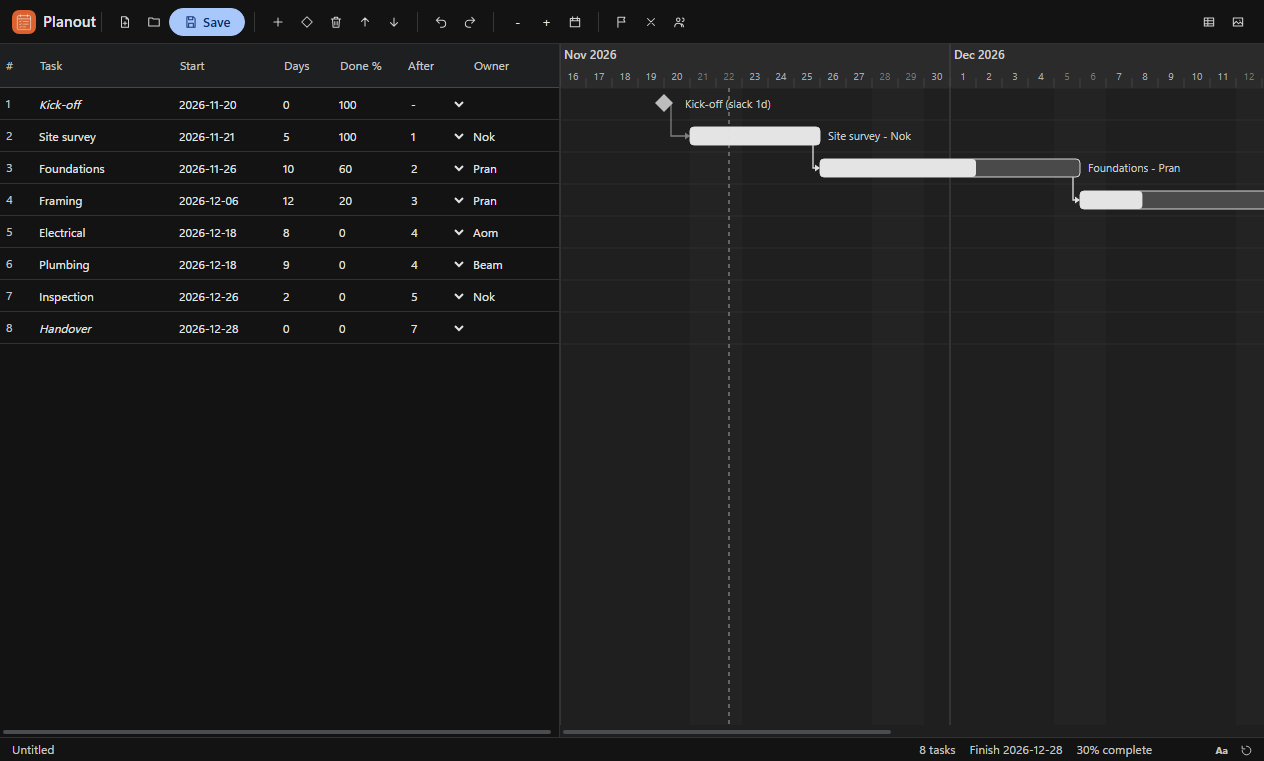 Planout
Save
- +
# Task Start Days Done % After Owner
1 Kick-off 2026-11-20 0 100 -
2 Site survey 2026-11-21 5 100 1 Nok
3 Foundations 2026-11-26 10 60 2 Pran
4 Framing 2026-12-06 12 20 3 Pran
5 Electrical 2026-12-18 8 0 4 Aom
6 Plumbing 2026-12-18 9 0 4 Beam
7 Inspection 2026-12-26 2 0 5 Nok
8 Handover 2026-12-28 0 0 7
Nov 2026 Dec 2026
16 17 18 19 20 21 22 23 24 25 26 27 28 29 30 1 2 3 4 5 6 7 8 9 10 11 12
Kick-off (slack 1d)
Site survey - Nok
Foundations - Pran
Untitled
8 tasks Finish 2026-12-28 30% complete Aa